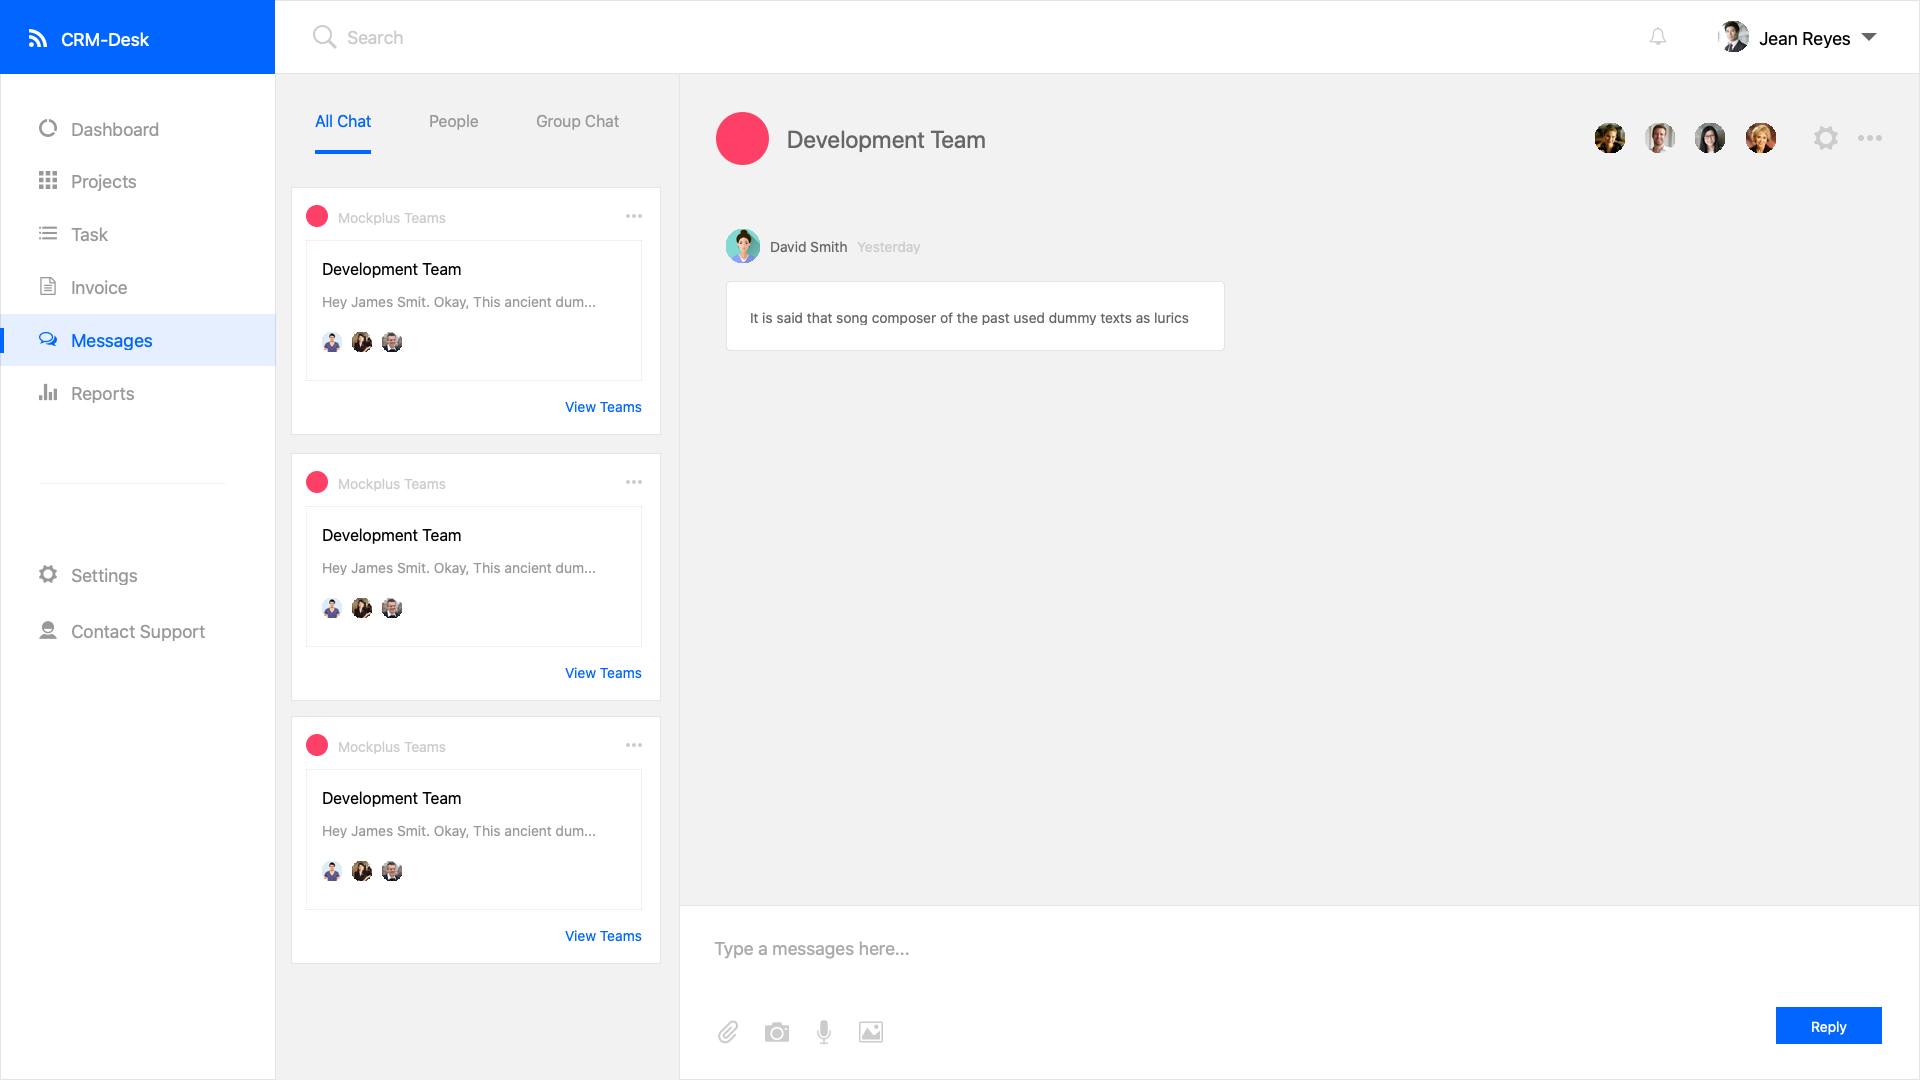 CRM-Desk
Search
Jean Reyes
Dashboard
Projects
Task
Invoice
Messages
Reports
Settings
Contact Support
All Chat
People
Group Chat
Mockplus Teams
Development Team
Hey James Smit. Okay, This ancient dum...
View Teams
Mockplus Teams
Development Team
Hey James Smit. Okay, This ancient dum...
View Teams
Mockplus Teams
Development Team
Hey James Smit. Okay, This ancient dum...
View Teams
Development Team
David Smith Yesterday
It is said that song composer of the past used dummy texts as lurics
Type a messages here...
Reply